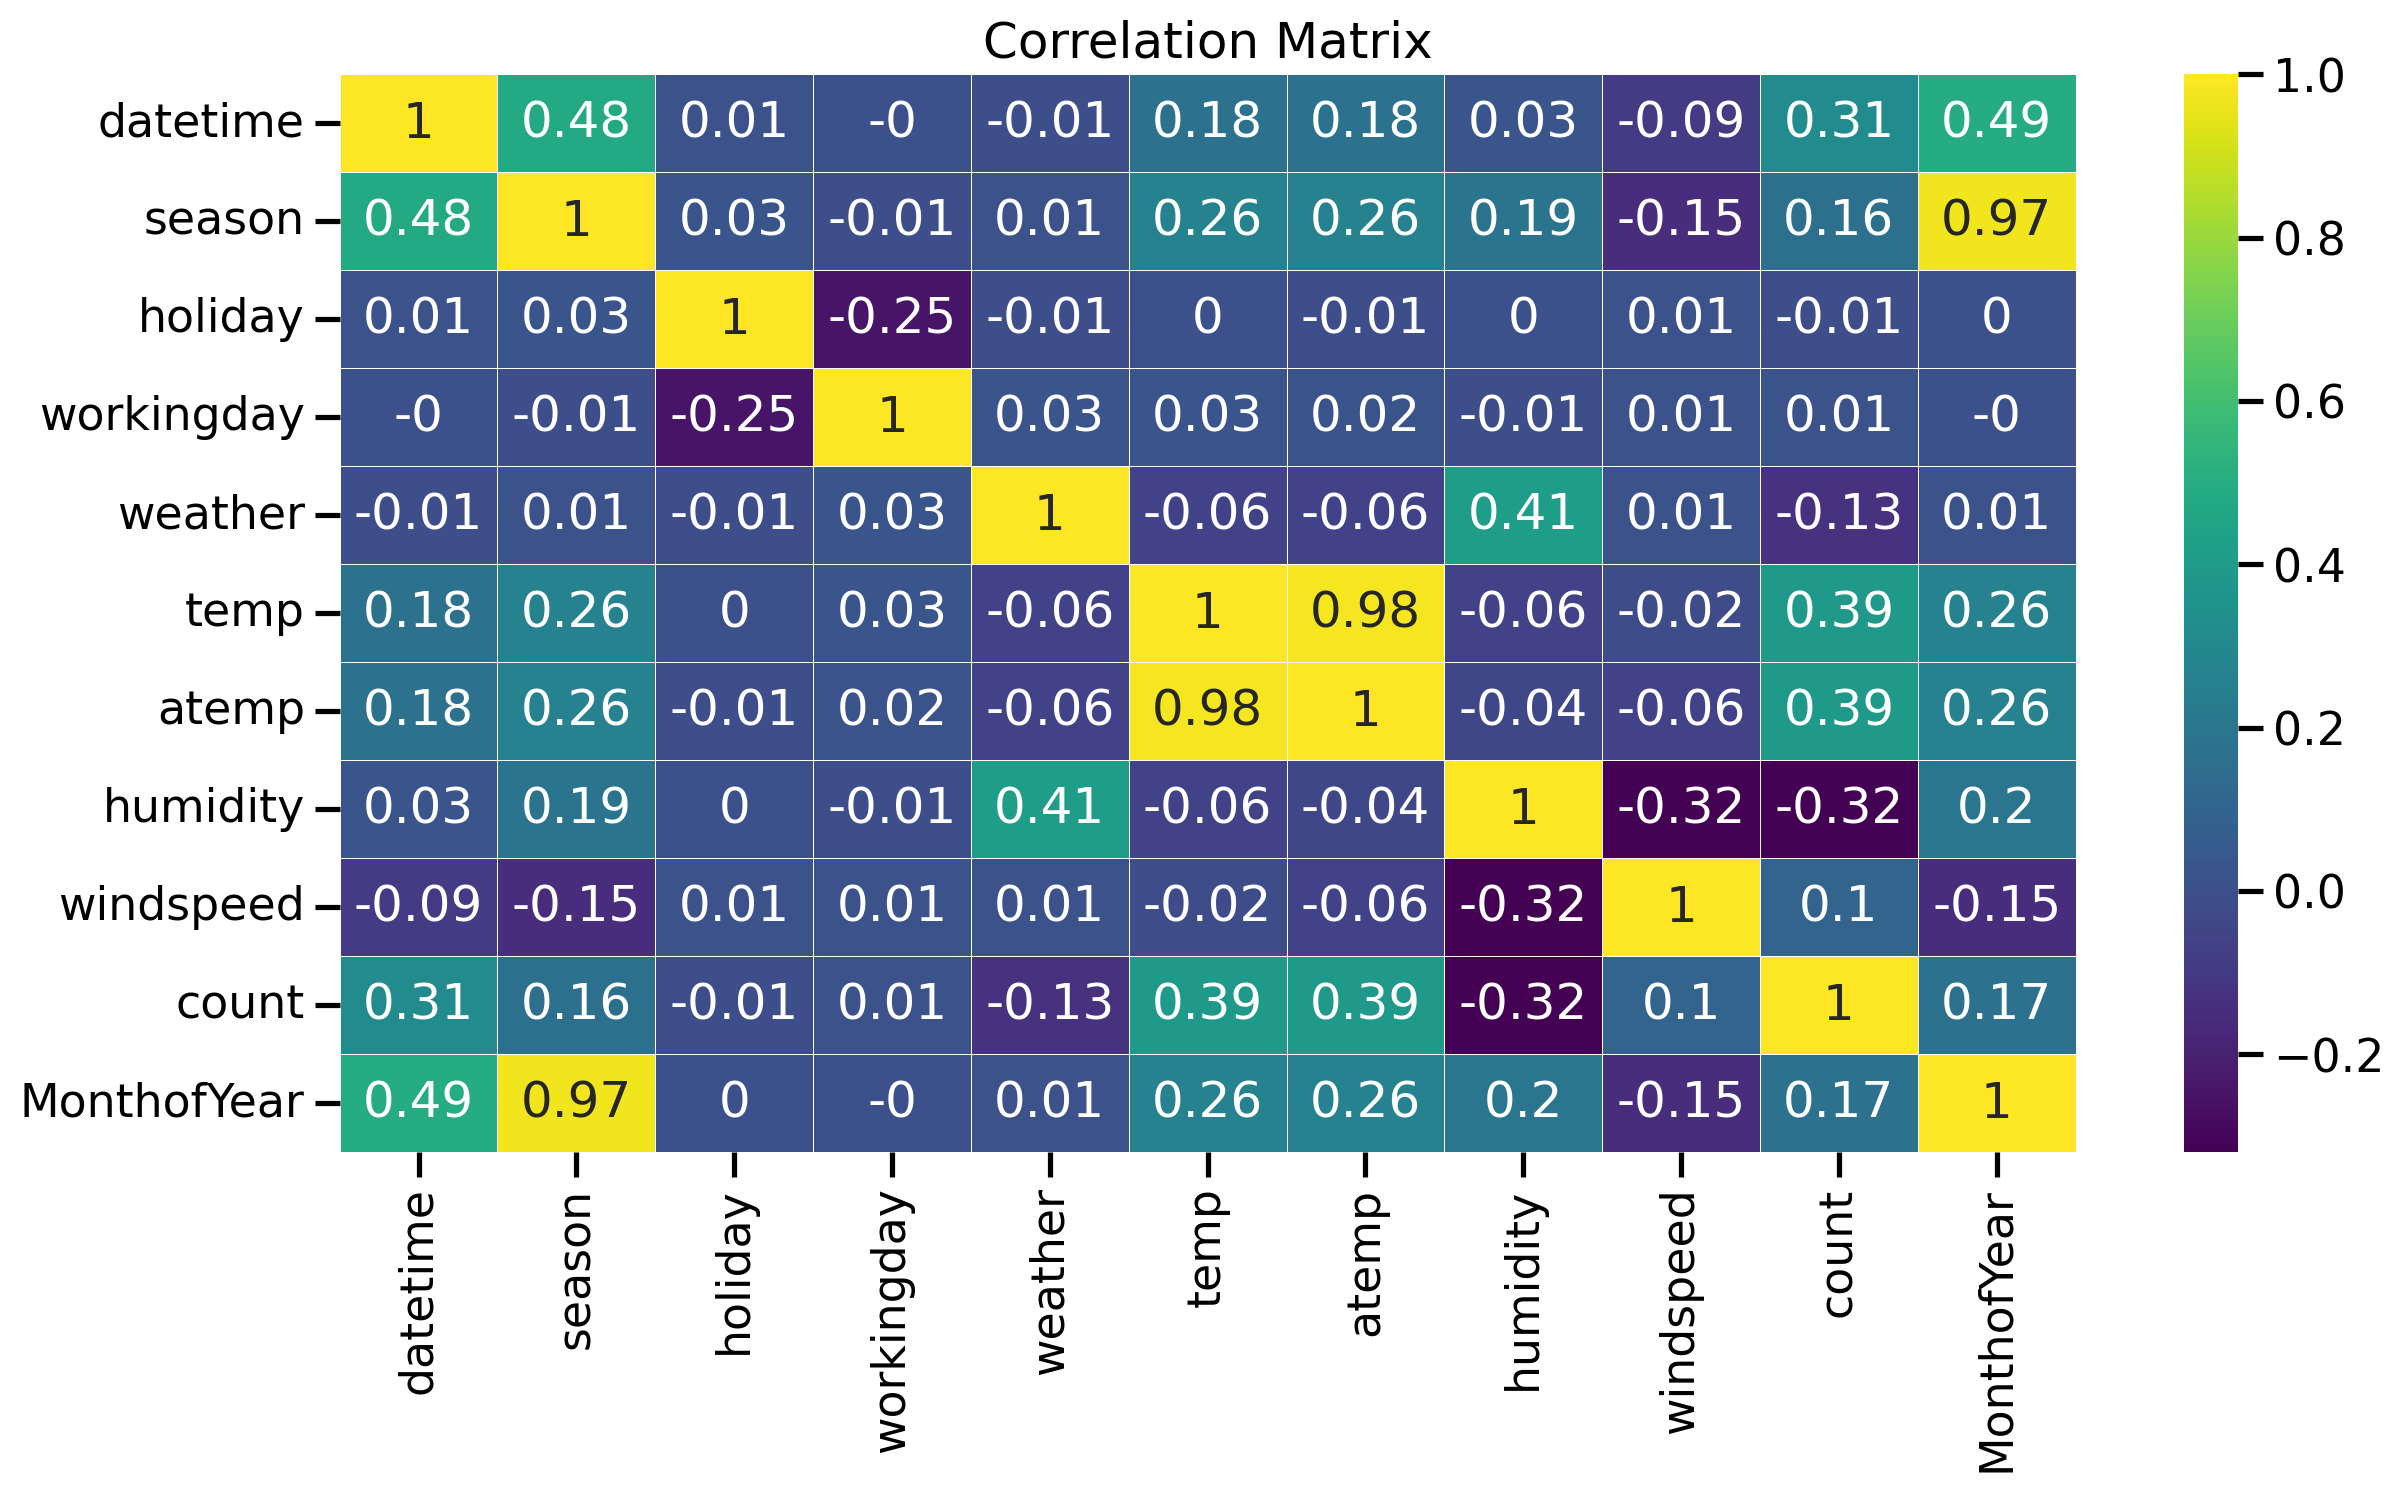 Correlation Matrix
datetime 1 0.48 0.01 -0 -0.01 0.18 0.18 0.03 -0.09 0.31 0.49
season 0.48 1 0.03 -0.01 0.01 0.26 0.26 0.19 -0.15 0.16 0.97
holiday 0.01 0.03 1 -0.25 -0.01 0 -0.01 0 0.01 -0.01 0
workingday -0 -0.01 -0.25 1 0.03 0.03 0.02 -0.01 0.01 0.01 -0
weather -0.01 0.01 -0.01 0.03 1 -0.06 -0.06 0.41 0.01 -0.13 0.01
temp 0.18 0.26 0 0.03 -0.06 1 0.98 -0.06 -0.02 0.39 0.26
atemp 0.18 0.26 -0.01 0.02 -0.06 0.98 1 -0.04 -0.06 0.39 0.26
humidity 0.03 0.19 0 -0.01 0.41 -0.06 -0.04 1 -0.32 -0.32 0.2
windspeed -0.09 -0.15 0.01 0.01 0.01 -0.02 -0.06 -0.32 1 0.1 -0.15
count 0.31 0.16 -0.01 0.01 -0.13 0.39 0.39 -0.32 0.1 1 0.17
MonthofYear 0.49 0.97 0 -0 0.01 0.26 0.26 0.2 -0.15 0.17 1
datetime season holiday workingday weather temp atemp humidity windspeed count MonthofYear
1.0
0.8
0.6
0.4
0.2
0.0
−0.2